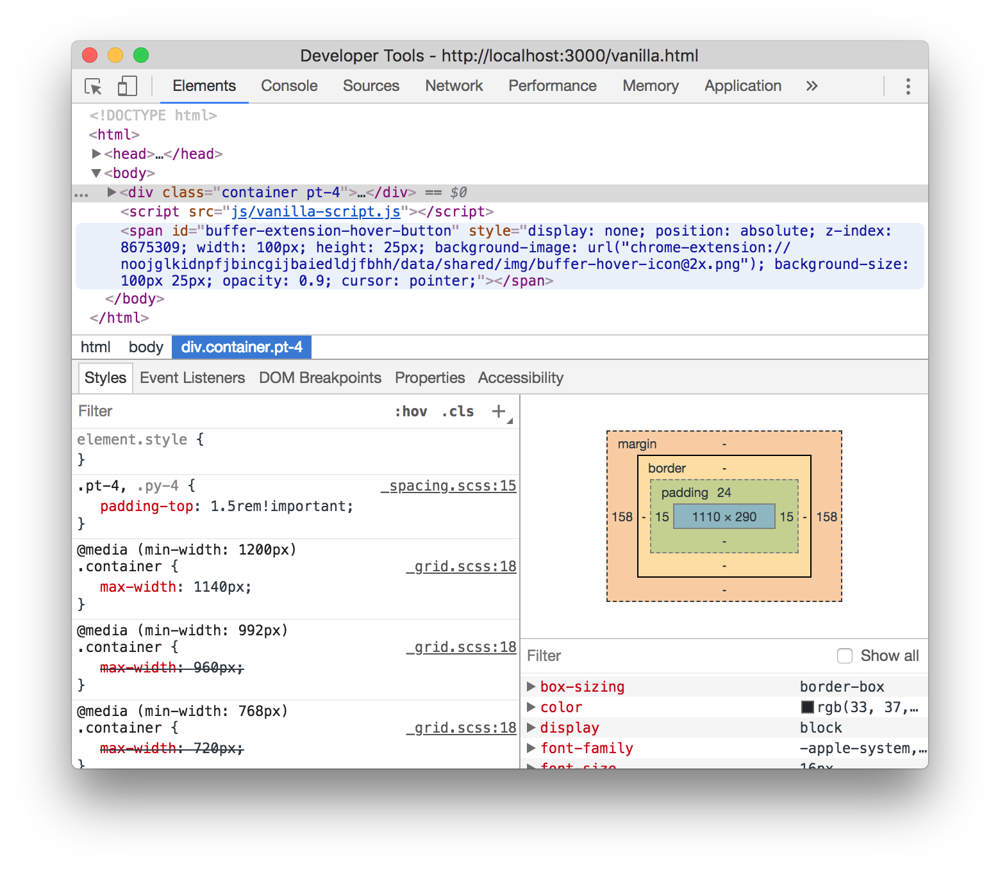 Developer Tools - http://localhost:3000/vanilla.html
Elements Console Sources Network Performance Memory Application »
<!DOCTYPE html>
<html>
▶<head>…</head>
▼<body>
… ▶<div class="container pt-4">…</div> == $0
<script src="js/vanilla-script.js"></script>
<span id="buffer-extension-hover-button" style="display: none; position: absolute; z-index:
8675309; width: 100px; height: 25px; background-image: url("chrome-extension://
noojglkidnpfjbincgijbaiedldjfbhh/data/shared/img/buffer-hover-icon@2x.png"); background-size:
100px 25px; opacity: 0.9; cursor: pointer;"></span>
</body>
</html>
html body div.container.pt-4
Styles Event Listeners DOM Breakpoints Properties Accessibility
Filter :hov .cls +
element.style {
}
.pt-4, .py-4 { _spacing.scss:15
padding-top: 1.5rem!important;
}
@media (min-width: 1200px)
.container { _grid.scss:18
max-width: 1140px;
}
@media (min-width: 992px)
.container { _grid.scss:18
max-width: 960px;
}
@media (min-width: 768px)
.container { _grid.scss:18
max-width: 720px;
}
margin -
border -
padding 24
158 - 15 1110 × 290 15 - 158
-
-
-
Filter Show all
▶ box-sizing border-box
▶ color rgb(33, 37,…
▶ display block
▶ font-family -apple-system,…
▶ font-size 16px